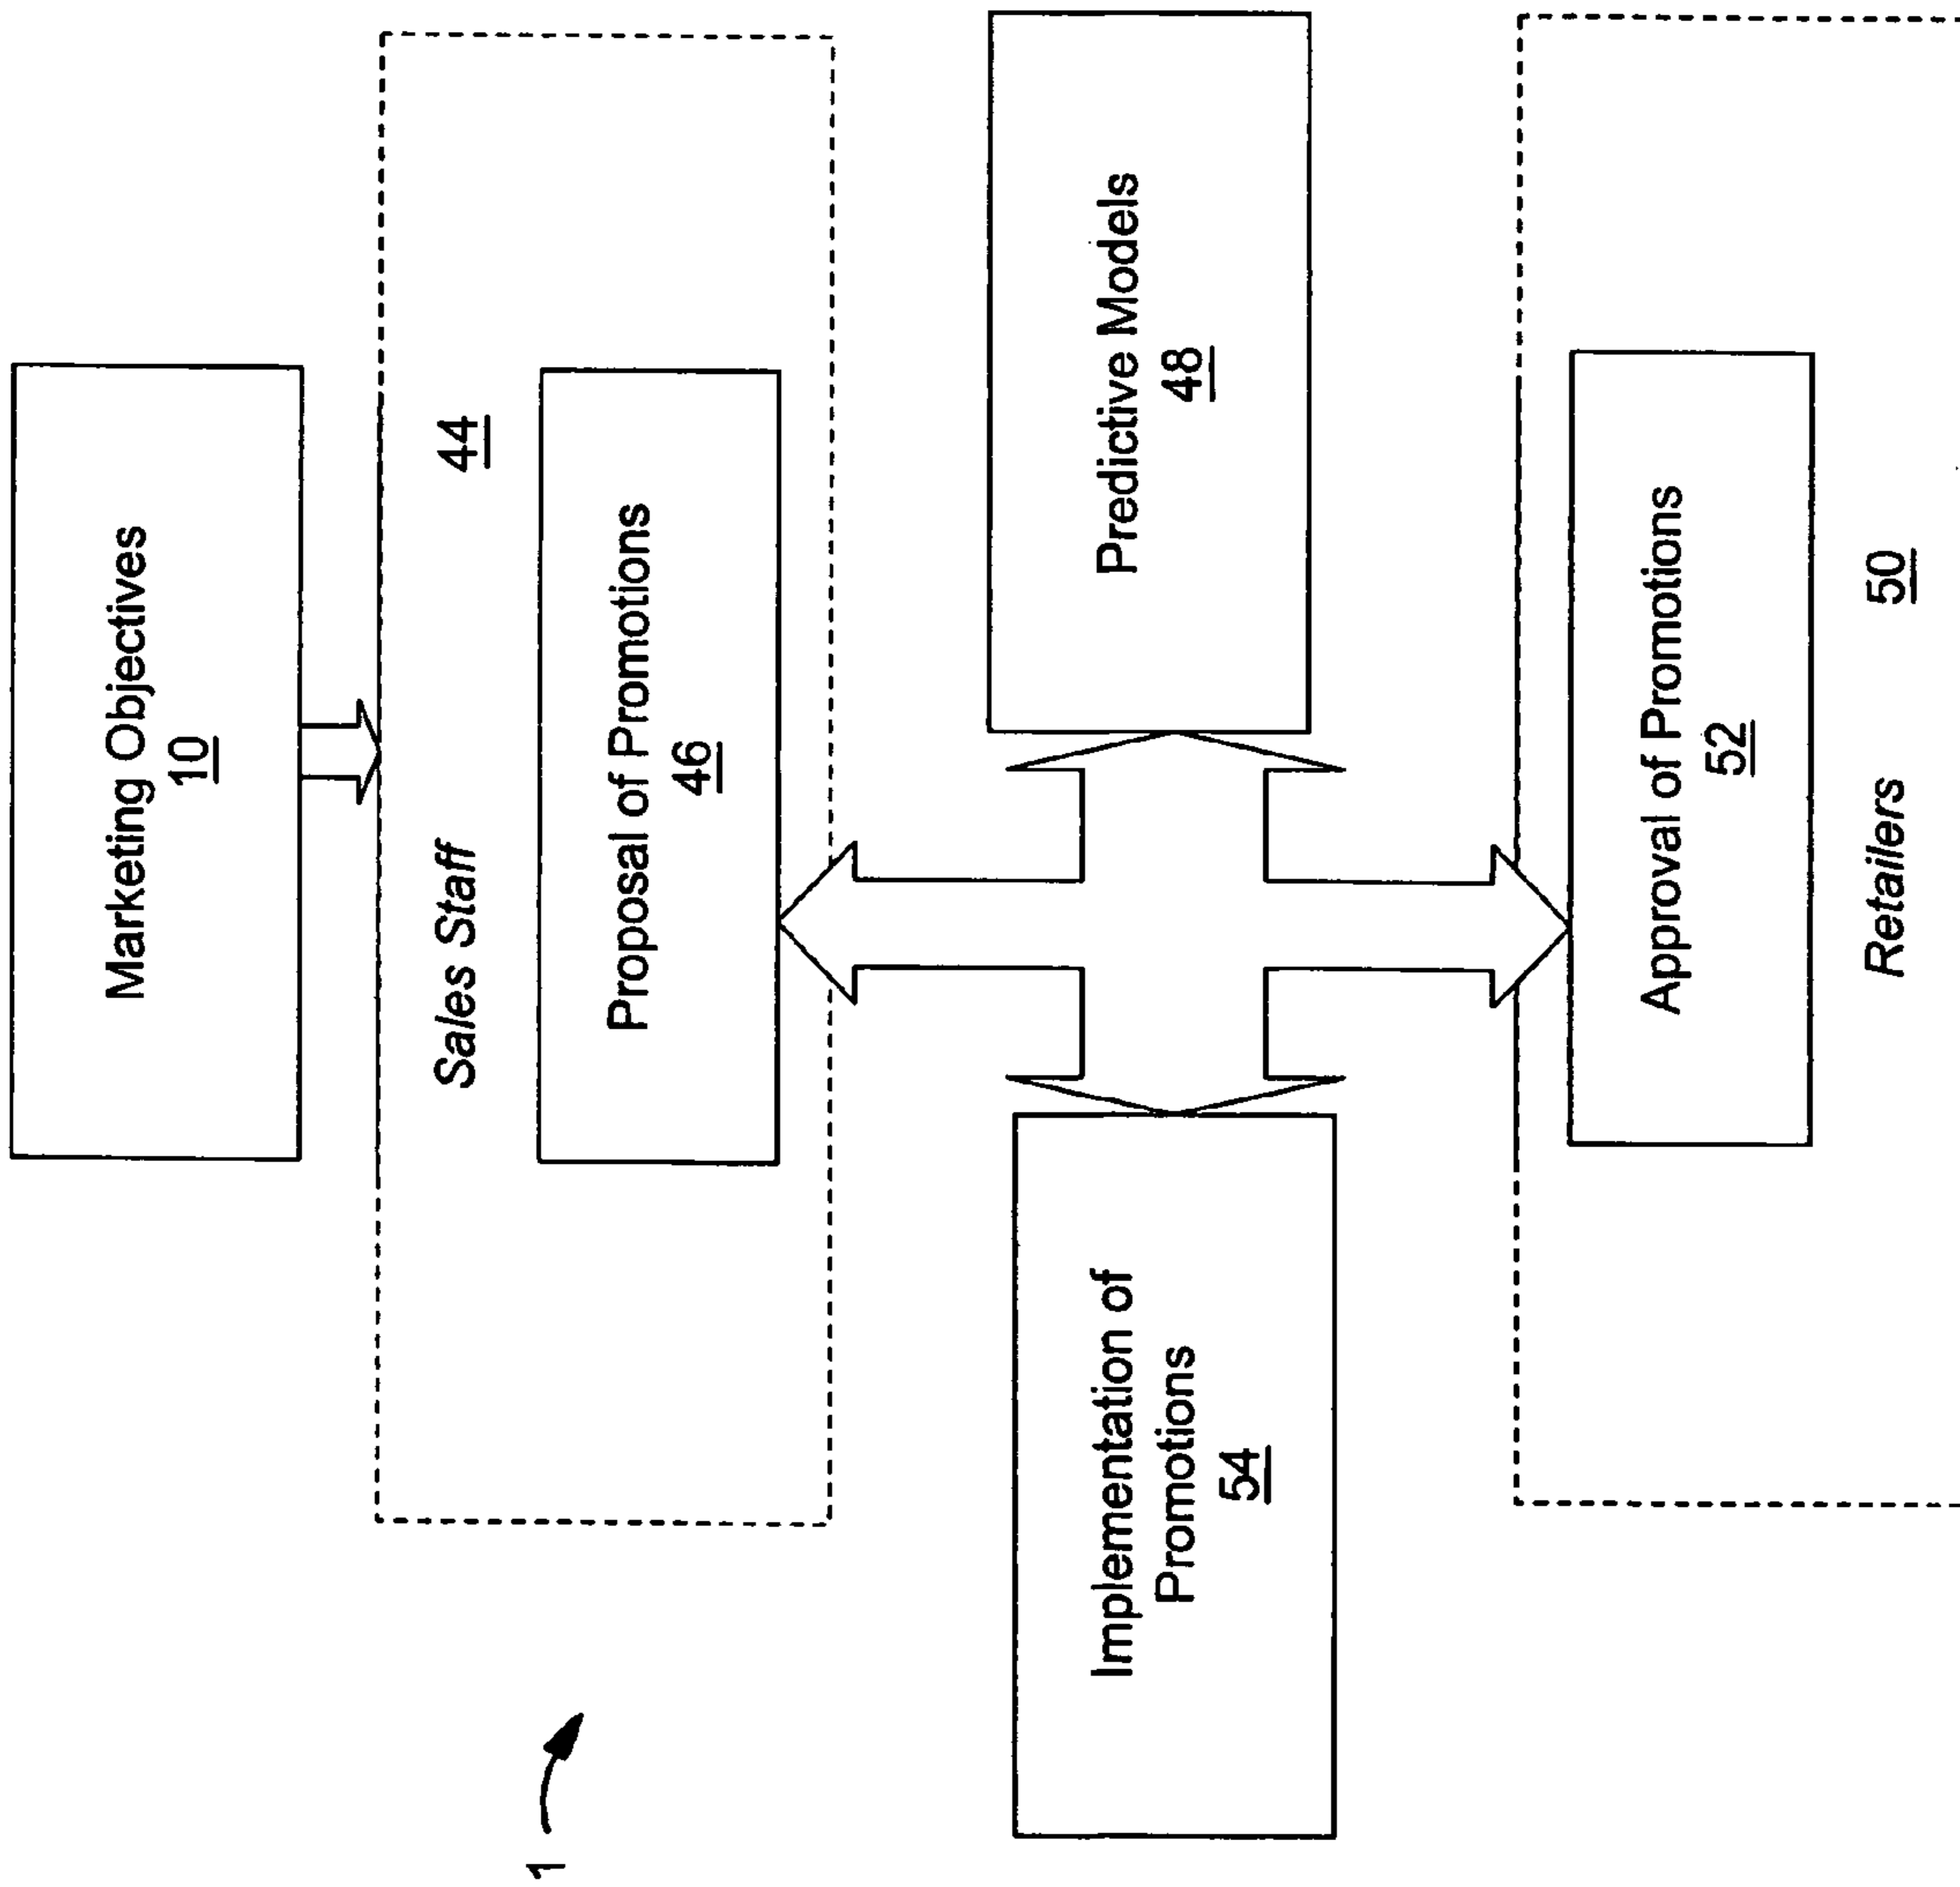 Marketing Objectives
10
Sales Staff
44
Proposal of Promotions
46
1
Implementation of
Promotions
54
Predictive Models
48
Approval of Promotions
52
Retailers
50